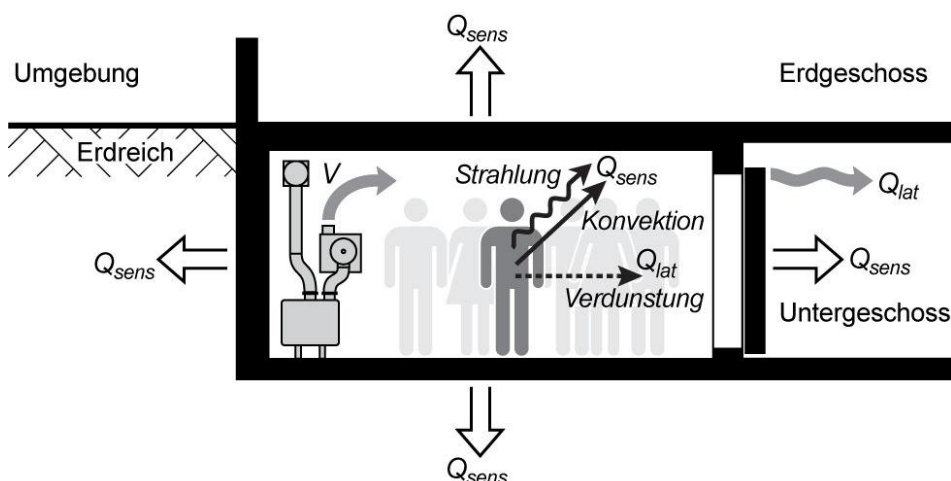 Q_sens
Umgebung
Erdgeschoss
Erdreich
V
Strahlung
Q_sens
Konvektion
Q_lat
Q_lat
Verdunstung
Q_sens
Q_sens
Untergeschoss
Q_sens